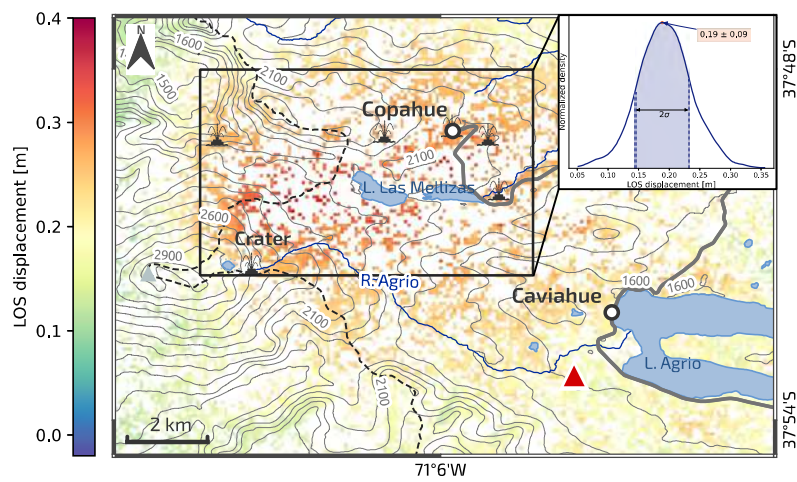 0.4
0.3
0.2
0.1
0.0
LOS displacement [m]
N
1600
1500
2100
Copahue
2100
L. Las Mellizas
2600
Crater
2900
R. Agrio
2100
2100
Caviahue
1600
1600
L. Agrio
2 km
71°6'W
37°48'S
37°54'S
0,19 ± 0,09
2σ
Normalized density
0.05 0.10 0.15 0.20 0.25 0.30 0.35
LOS displacement [m]